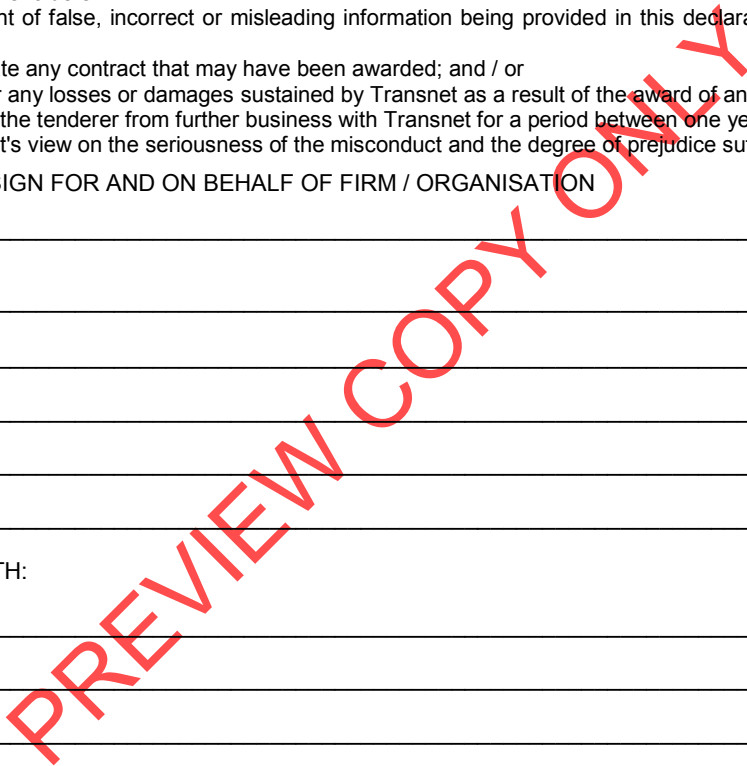 nt of false, incorrect or misleading information being provided in this declara
te any contract that may have been awarded; and / or
r any losses or damages sustained by Transnet as a result of the award of an
the tenderer from further business with Transnet for a period between one ye
t's view on the seriousness of the misconduct and the degree of prejudice suf
SIGN FOR AND ON BEHALF OF FIRM / ORGANISATION
TH:
PREVIEW COPY ONLY